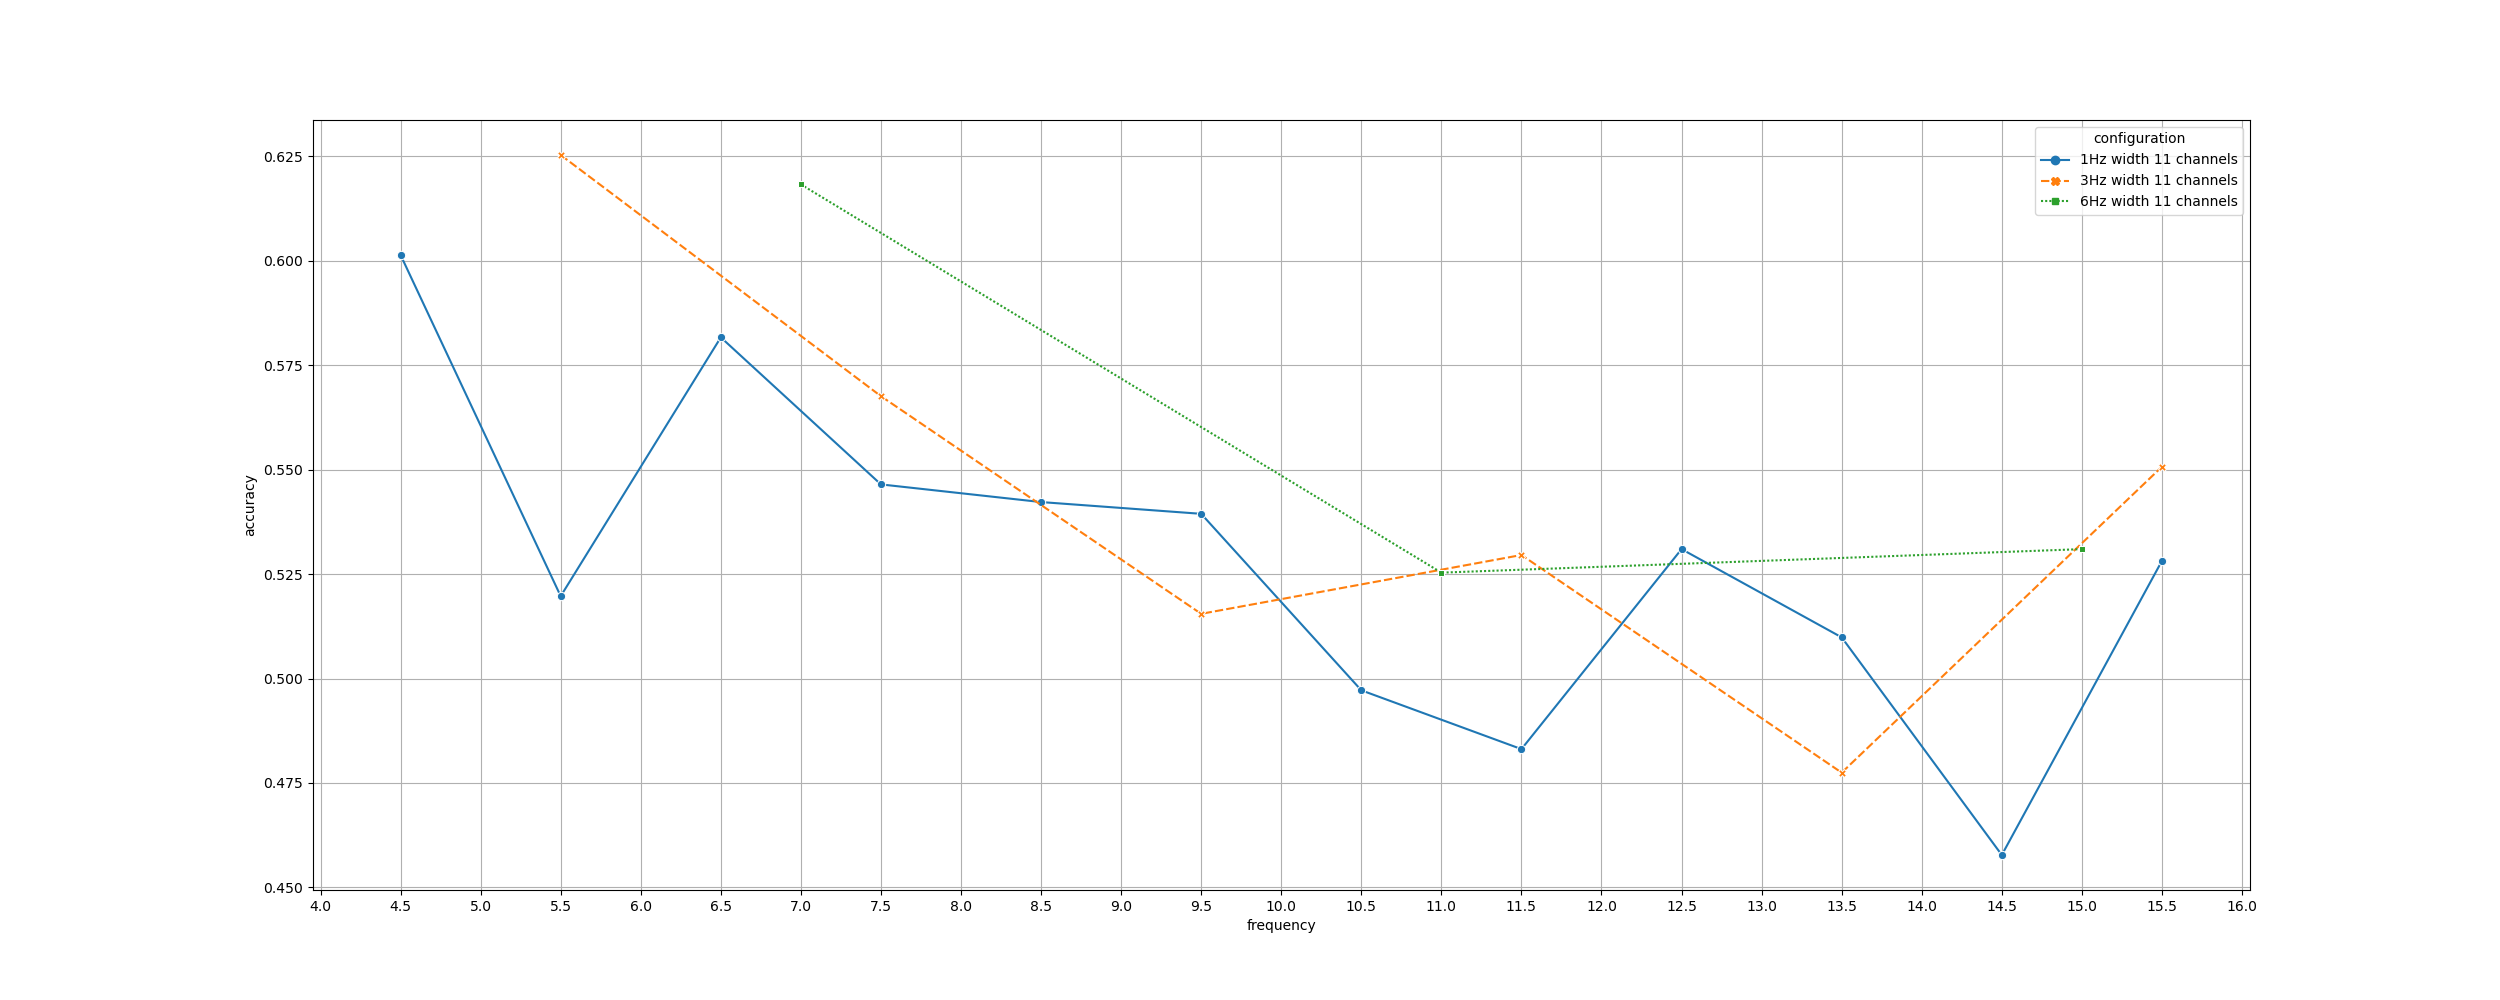 configuration
1Hz width 11 channels
3Hz width 11 channels
6Hz width 11 channels
0.625
0.600
0.575
0.550
0.525
0.500
0.475
0.450
accuracy
4.0 4.5 5.0 5.5 6.0 6.5 7.0 7.5 8.0 8.5 9.0 9.5 10.0 10.5 11.0 11.5 12.0 12.5 13.0 13.5 14.0 14.5 15.0 15.5 16.0
frequency